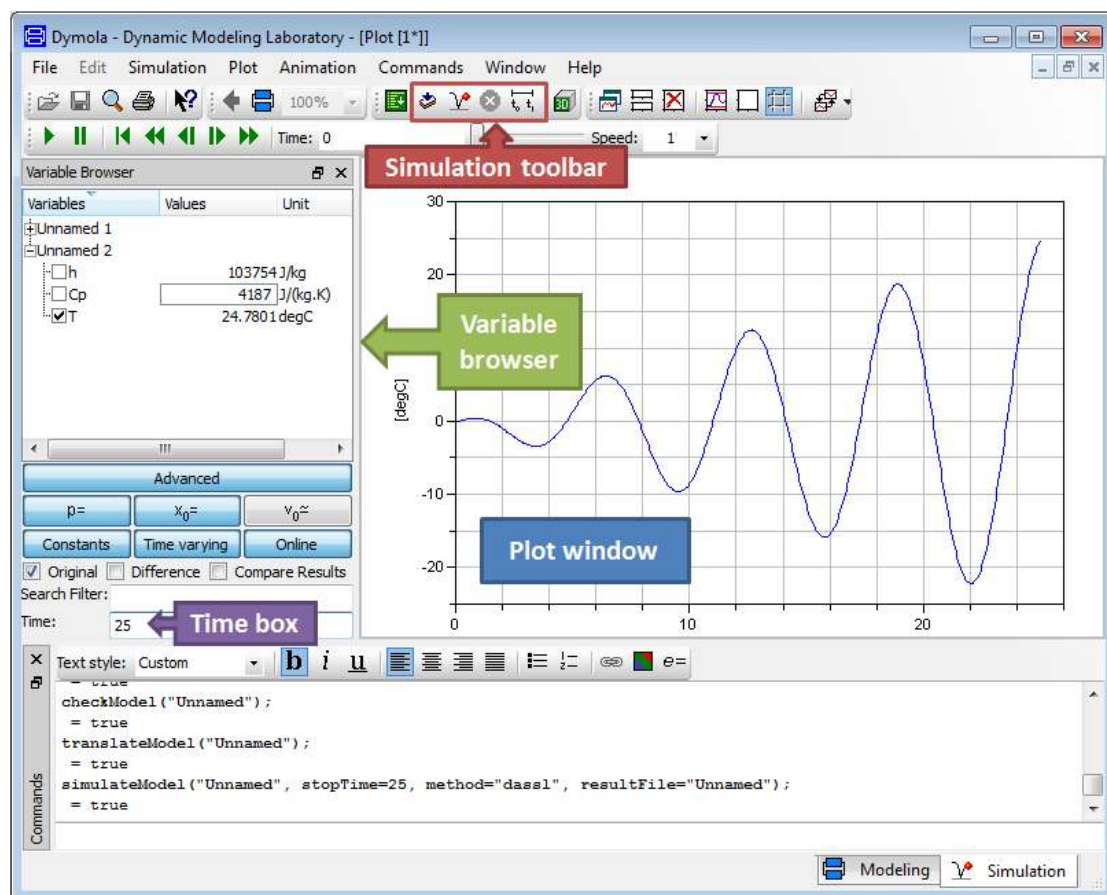 Dymola - Dynamic Modeling Laboratory - [Plot [1*]]
File Edit Simulation Plot Animation Commands Window Help
100%
3D
Time: 0 Speed: 1
Simulation toolbar
Variable Browser
Variables Values Unit
Unnamed 1
Unnamed 2
h 103754 J/kg
Cp 4187 J/(kg.K)
T 24.7801 degC
Variable
browser
Advanced
p= x0= v0≃
Constants Time varying Online
Original Difference Compare Results
Search Filter:
Time: 25
Time box
30
20
10
0
-10
-20
[degC]
0 10 20
Plot window
Text style: Custom b i u e=
= true
checkModel("Unnamed");
= true
translateModel("Unnamed");
= true
simulateModel("Unnamed", stopTime=25, method="dassl", resultFile="Unnamed");
= true
Commands
Modeling Simulation